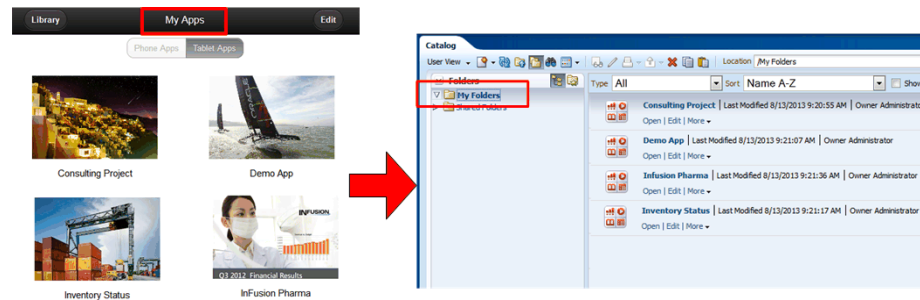 Library My Apps Edit
Phone Apps Tablet Apps
Consulting Project
Demo App
INFUSION
Q3 2012 Financial Results
Inventory Status
InFusion Pharma
Catalog
User View Location /My Folders
Folders
My Folders
Shared Folders
Type All Sort Name A-Z Show
Consulting Project | Last Modified 8/13/2013 9:20:55 AM | Owner Administrator
Open | Edit | More
Demo App | Last Modified 8/13/2013 9:21:07 AM | Owner Administrator
Open | Edit | More
Infusion Pharma | Last Modified 8/13/2013 9:21:36 AM | Owner Administrator
Open | Edit | More
Inventory Status | Last Modified 8/13/2013 9:21:17 AM | Owner Administrator
Open | Edit | More